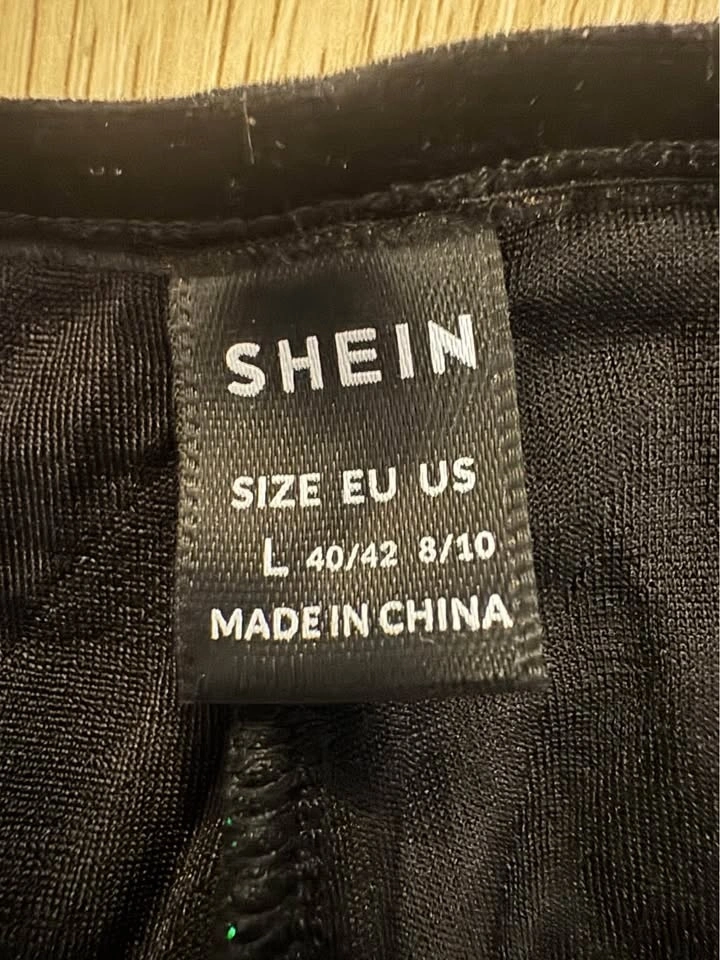 SHEIN
SIZE EU US
L 40/42 8/10
MADE IN CHINA